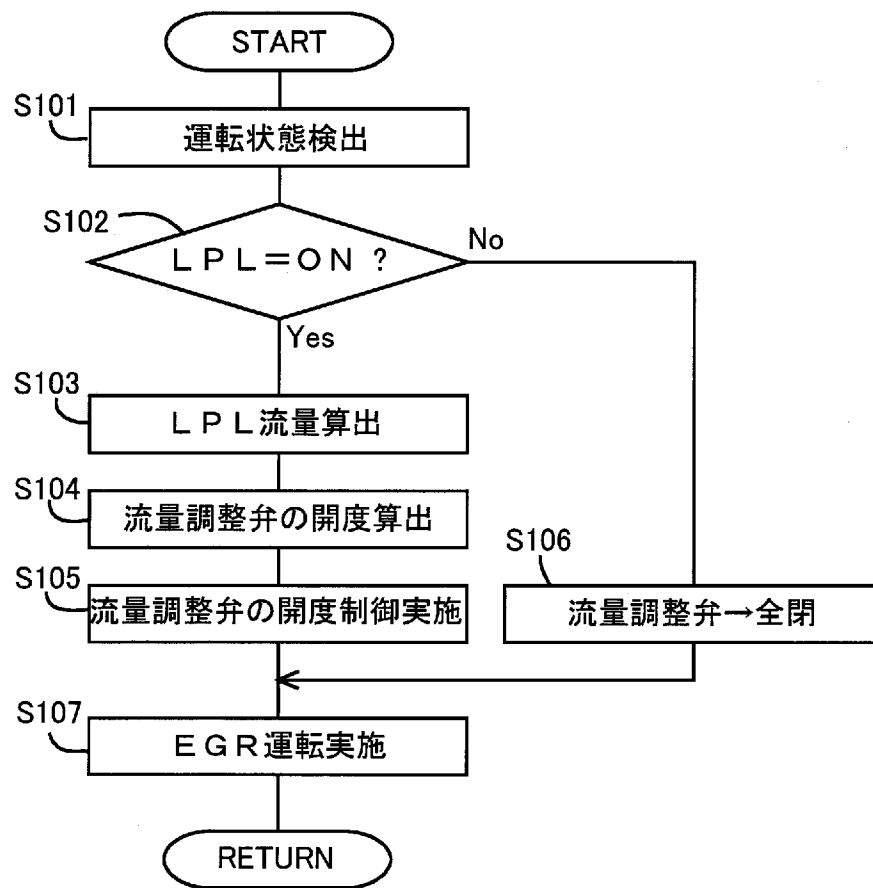 START
S101
運転状態検出
S102
LPL=ON?
No
Yes
S103
LPL流量算出
S104
流量調整弁の開度算出
S105
流量調整弁の開度制御実施
S106
流量調整弁→全閉
S107
EGR運転実施
RETURN